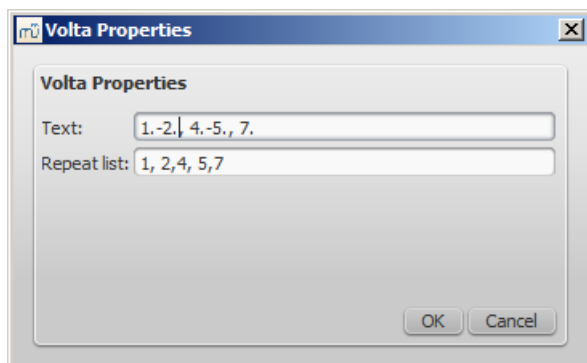 mü Volta Properties
Volta Properties
Text: 1.-2., 4.-5., 7.
Repeat list: 1, 2,4, 5,7
OK Cancel